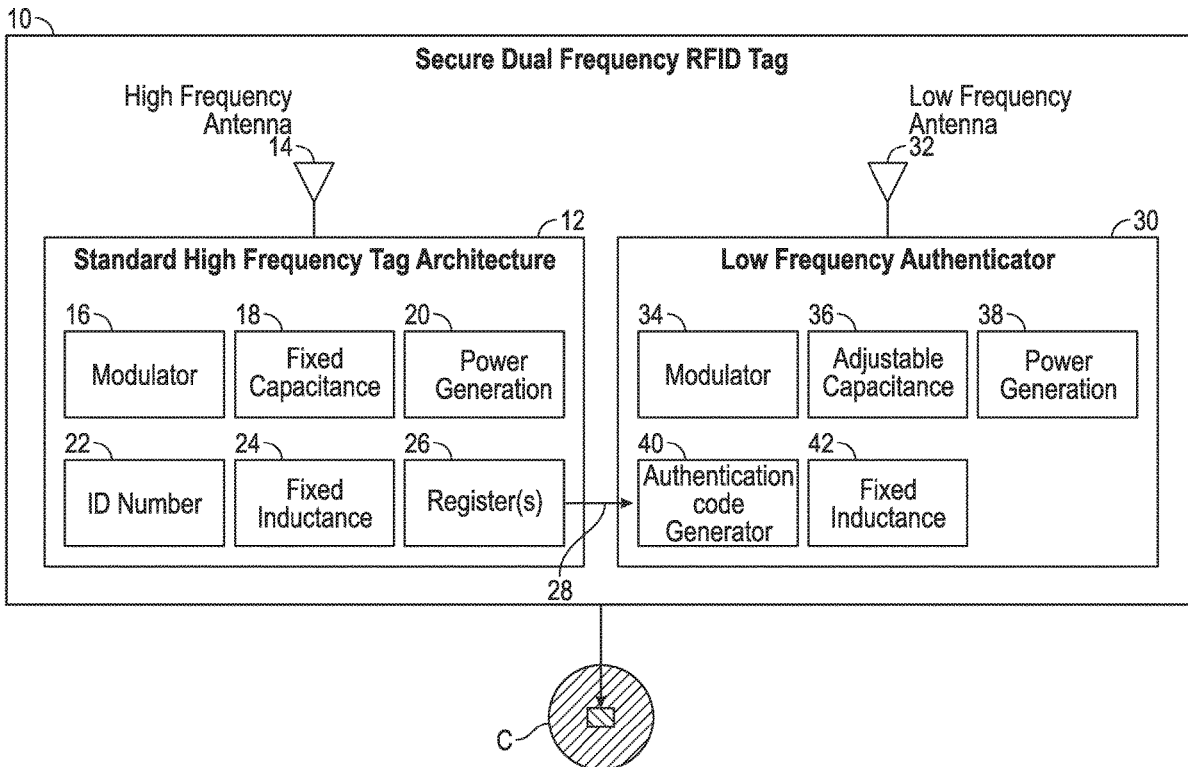 10
Secure Dual Frequency RFID Tag
High Frequency
Antenna
14
Low Frequency
Antenna
32
12
Standard High Frequency Tag Architecture
16
Modulator
18
Fixed
Capacitance
20
Power
Generation
22
ID Number
24
Fixed
Inductance
26
Register(s)
28
30
Low Frequency Authenticator
34
Modulator
36
Adjustable
Capacitance
38
Power
Generation
40
Authentication
code
Generator
42
Fixed
Inductance
C